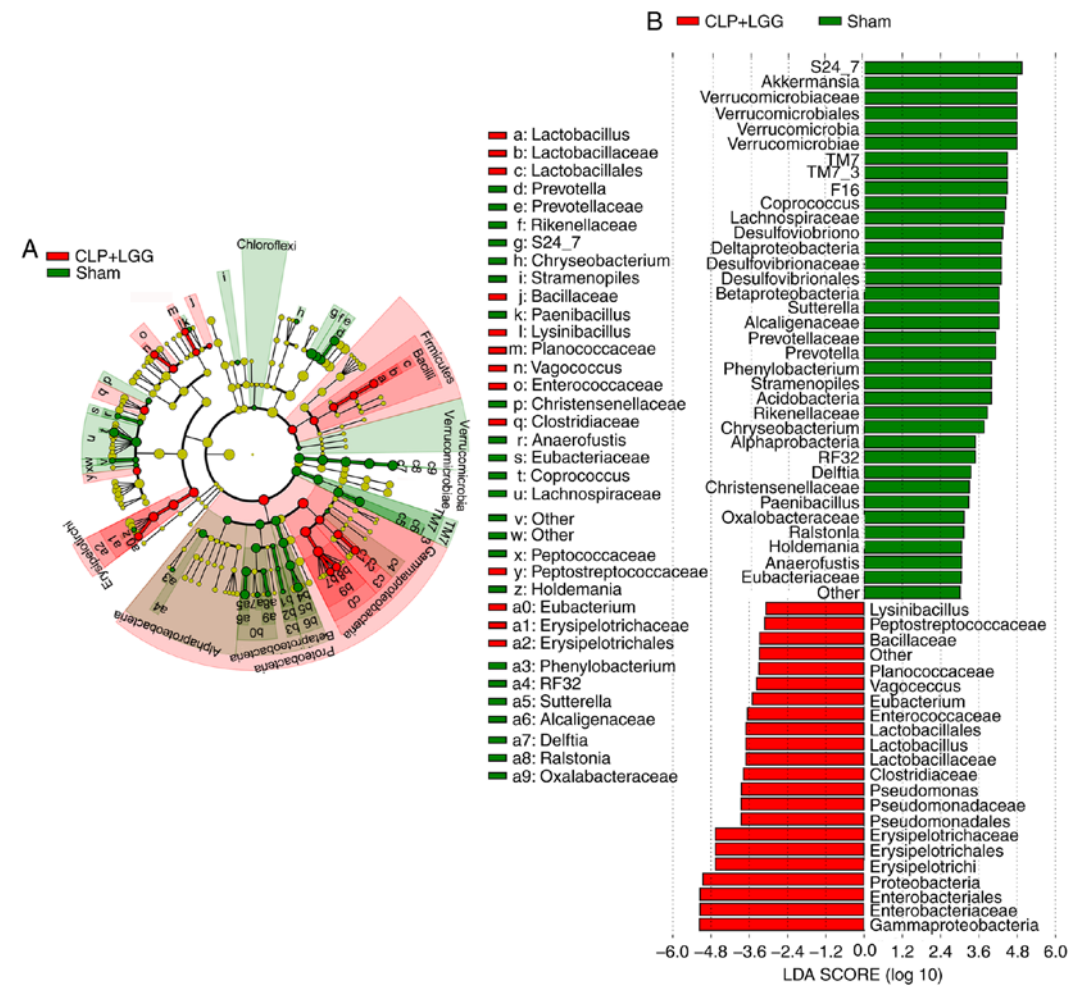 A
CLP+LGG
Sham
Chloroflexi
Firmicutes
Bacilli
Verrucomicrobia
Verrucomicrobiae
TM7
Gammaproteobacteria
Proteobacteria
Betaproteobacteria
Alphaproteobacteria
Erysipelotrichi
a: Lactobacillus
b: Lactobacillaceae
c: Lactobacillales
d: Prevotella
e: Prevotellaceae
f: Rikenellaceae
g: S24_7
h: Chryseobacterium
i: Stramenopiles
j: Bacillaceae
k: Paenibacillus
l: Lysinibacillus
m: Planococcaceae
n: Vagococcus
o: Enterococcaceae
p: Christensenellaceae
q: Clostridiaceae
r: Anaerofustis
s: Eubacteriaceae
t: Coprococcus
u: Lachnospiraceae
v: Other
w: Other
x: Peptococcaceae
y: Peptostreptococcaceae
z: Holdemania
a0: Eubacterium
a1: Erysipelotrichaceae
a2: Erysipelotrichales
a3: Phenylobacterium
a4: RF32
a5: Sutterella
a6: Alcaligenaceae
a7: Delftia
a8: Ralstonia
a9: Oxalabacteraceae
B
CLP+LGG
Sham
S24_7
Akkermansia
Verrucomicrobiaceae
Verrucomicrobiales
Verrucomicrobia
Verrucomicrobiae
TM7
TM7_3
F16
Coprococcus
Lachnospiraceae
Desulfoviobriono
Deltaproteobacteria
Desulfovibrionaceae
Desulfovibrionales
Betaproteobacteria
Sutterella
Alcaligenaceae
Prevotellaceae
Prevotella
Phenylobacterium
Stramenopiles
Acidobacteria
Rikenellaceae
Chryseobacterium
Alphaprobacteria
RF32
Delftia
Christensenellaceae
Paenibacillus
Oxalobacteraceae
Ralstonia
Holdemania
Anaerofustis
Eubacteriaceae
Other
Lysinibacillus
Peptostreptococcaceae
Bacillaceae
Other
Planococcaceae
Vagoceccus
Eubacterium
Enterococcaceae
Lactobacillales
Lactobacillus
Lactobacillaceae
Clostridiaceae
Pseudomonas
Pseudomonadaceae
Pseudomonadales
Erysipelotrichaceae
Erysipelotrichales
Erysipelotrichi
Proteobacteria
Enterobacteriales
Enterobacteriaceae
Gammaproteobacteria
−6.0 −4.8 −3.6 −2.4 −1.2 0.0 1.2 2.4 3.6 4.8 6.0
LDA SCORE (log 10)